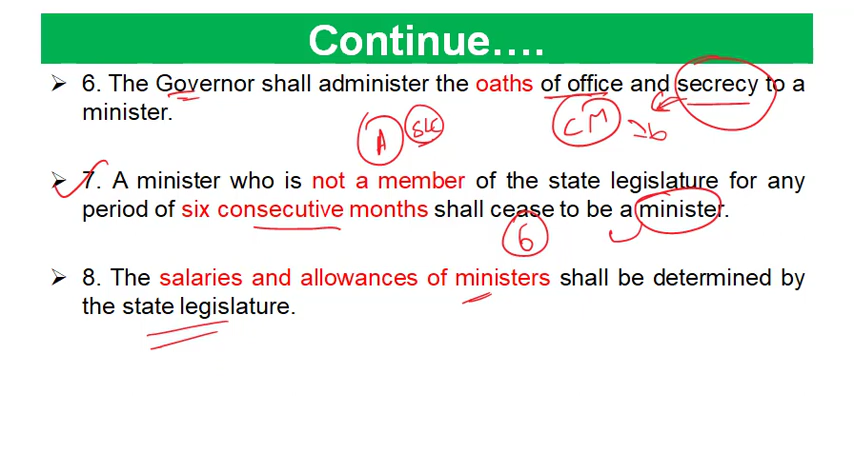 Continue….
➢ 6. The Governor shall administer the oaths of office and secrecy to a
minister.
CM
A
SLC
➢ 7. A minister who is not a member of the state legislature for any
period of six consecutive months shall cease to be a minister.
6
➢ 8. The salaries and allowances of ministers shall be determined by
the state legislature.